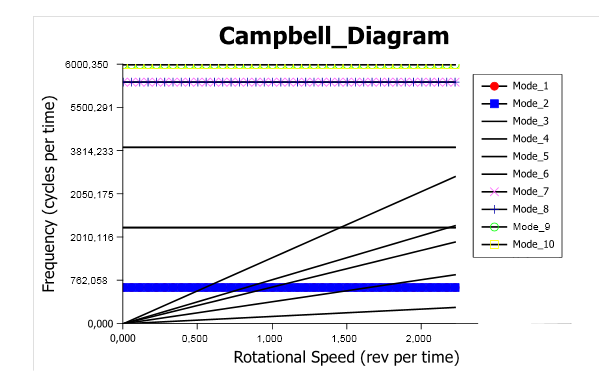 Campbell_Diagram
Frequency (cycles per time)
6000,350
5500,291
3814,233
2050,175
2010,116
762,058
0,000
0,000 0,500 1,000 1,500 2,000
Rotational Speed (rev per time)
Mode_1
Mode_2
Mode_3
Mode_4
Mode_5
Mode_6
Mode_7
Mode_8
Mode_9
Mode_10